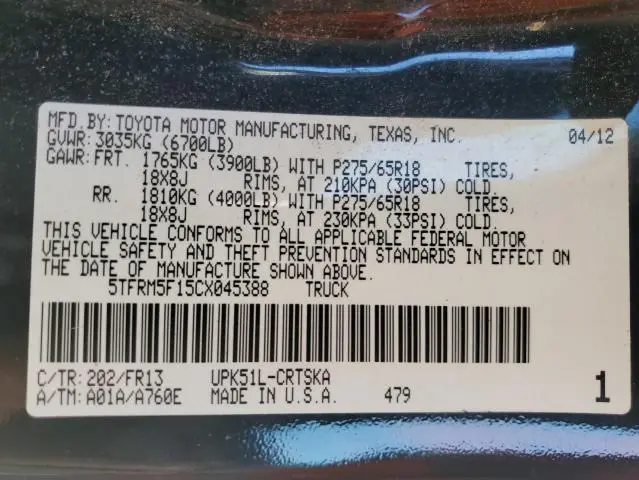 MFD.BY: TOYOTA MOTOR MANUFACTURING, TEXAS, INC. 04/12
GVWR: 3035KG (6700LB)
GAWR: FRT. 1765KG (3900LB) WITH P275/65R18 TIRES,
18X8J RIMS, AT 210KPA (30PSI) COLD.
RR. 1810KG (4000LB) WITH P275/65R18 TIRES,
18X8J RIMS, AT 230KPA (33PSI) COLD.
THIS VEHICLE CONFORMS TO ALL APPLICABLE FEDERAL MOTOR
VEHICLE SAFETY AND THEFT PREVENTION STANDARDS IN EFFECT ON
THE DATE OF MANUFACTURE SHOWN ABOVE.
5TFRM5F15CX045388 TRUCK
C/TR: 202/FR13 UPK51L-CRTSKA
A/TM: A01A/A760E MADE IN U.S.A. 479 1